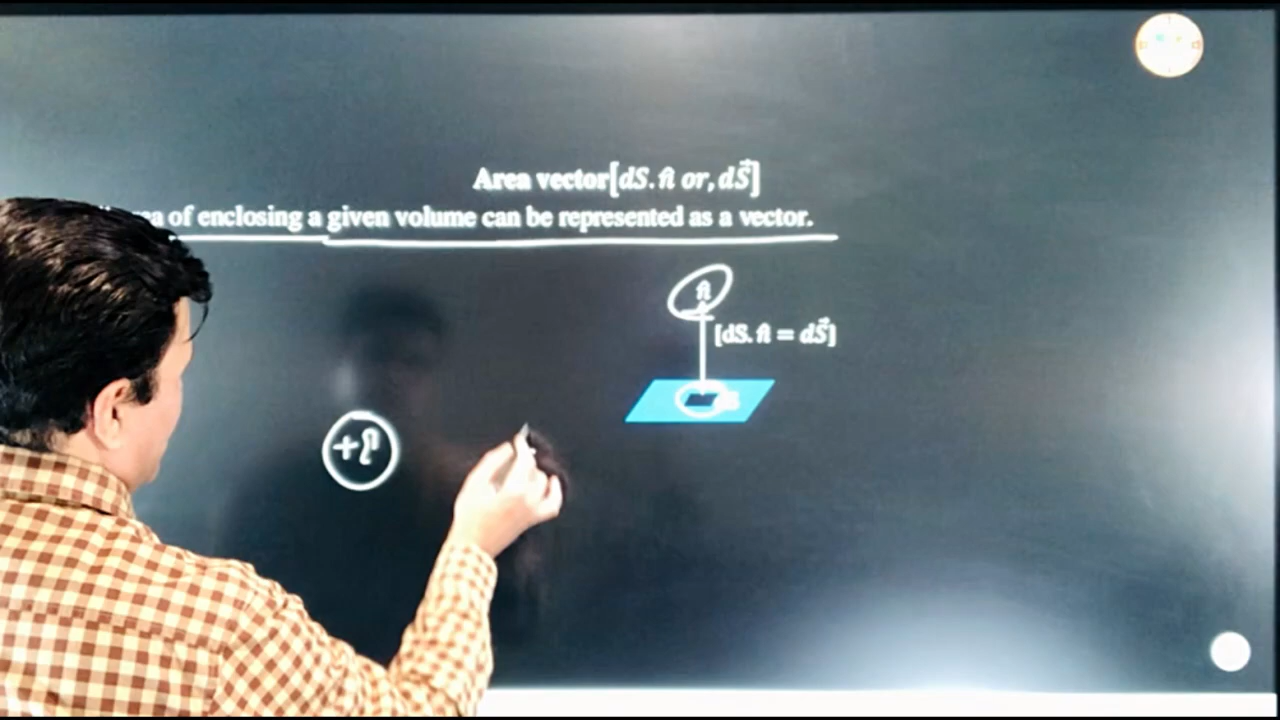 Area vector[dS.n̂ or, dS⃗]
of enclosing a given volume can be represented as a vector.
n̂
[dS. n̂ = dS⃗]
+q